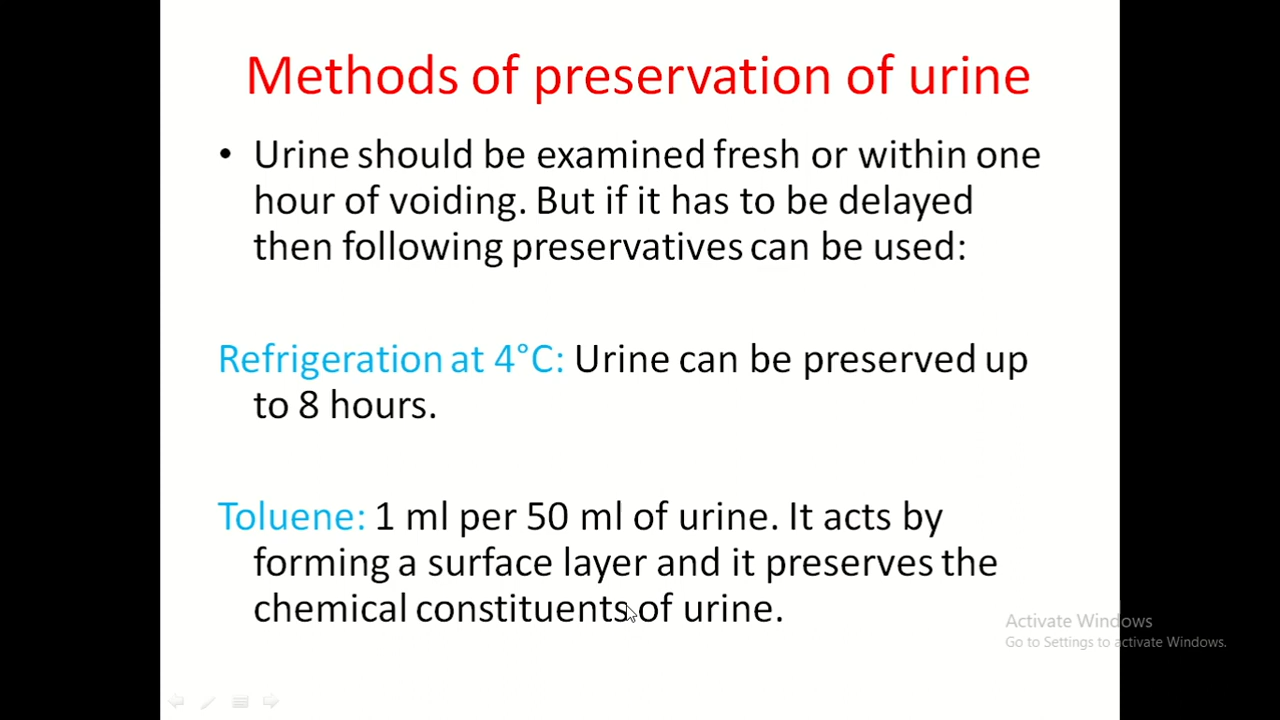 Methods of preservation of urine
• Urine should be examined fresh or within one
hour of voiding. But if it has to be delayed
then following preservatives can be used:
Refrigeration at 4°C: Urine can be preserved up
to 8 hours.
Toluene: 1 ml per 50 ml of urine. It acts by
forming a surface layer and it preserves the
chemical constituents of urine.
Activate Windows
Go to Settings to activate Windows.